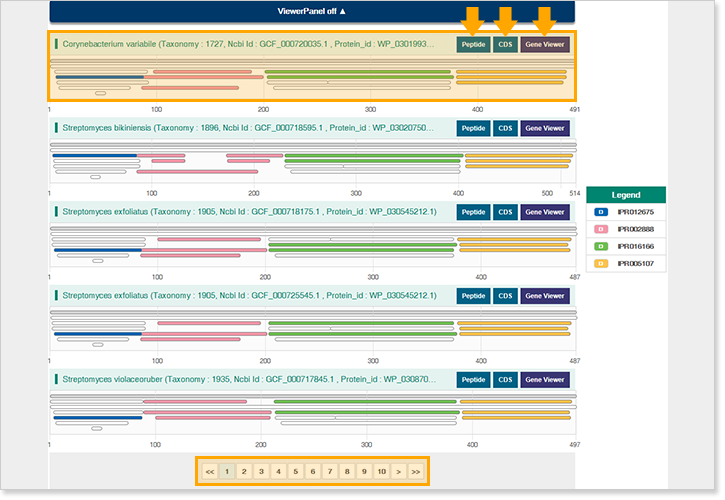 ViewerPanel off ▲
Corynebacterium variabile (Taxonomy : 1727, Ncbi Id : GCF_000720035.1 , Protein_id : WP_0301993... Peptide CDS Gene Viewer
1 100 200 300 400 491
Streptomyces bikiniensis (Taxonomy : 1896, Ncbi Id : GCF_000718595.1 , Protein_id : WP_03020750... Peptide CDS Gene Viewer
1 100 200 300 400 500 514
Legend
D IPR012675
D IPR002888
D IPR016166
D IPR005107
Streptomyces exfoliatus (Taxonomy : 1905, Ncbi Id : GCF_000718175.1 , Protein_id : WP_030545212.1) Peptide CDS Gene Viewer
1 100 200 300 400 487
Streptomyces exfoliatus (Taxonomy : 1905, Ncbi Id : GCF_000725545.1 , Protein_id : WP_030545212.1) Peptide CDS Gene Viewer
1 100 200 300 400 487
Streptomyces violaceoruber (Taxonomy : 1935, Ncbi Id : GCF_000717845.1 , Protein_id : WP_030870... Peptide CDS Gene Viewer
1 100 200 300 400 497
<< 1 2 3 4 5 6 7 8 9 10 > >>